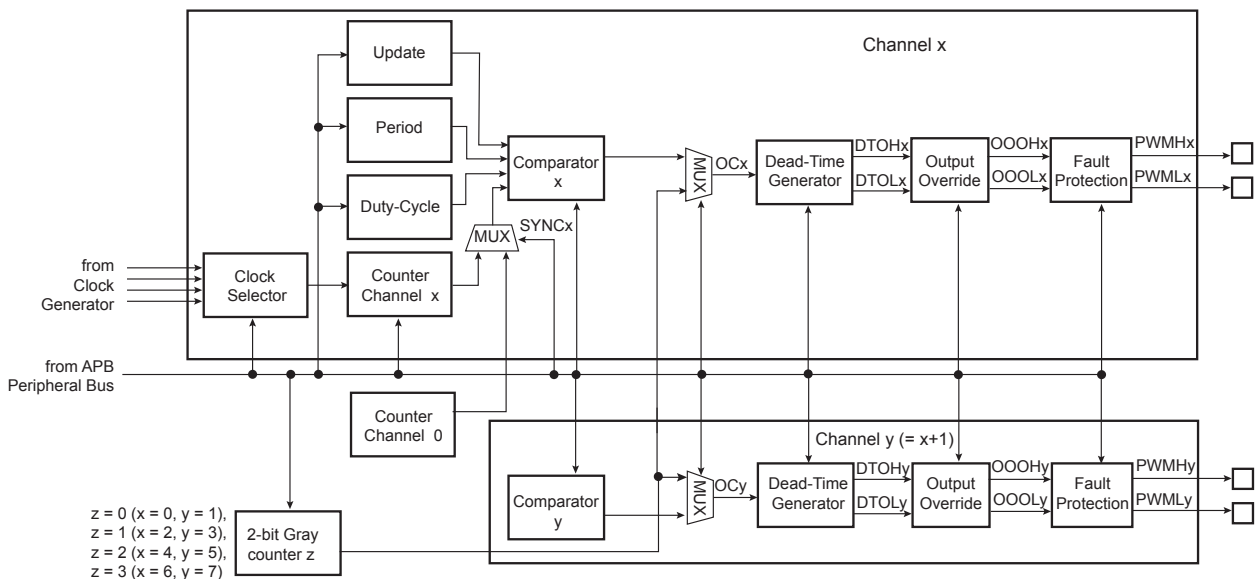 Channel x
Update
Period
Comparator
x
Duty-Cycle
MUX
SYNCx
MUX
OCx
Dead-Time
Generator
DTOHx
DTOLx
Output
Override
OOOHx
OOOLx
Fault
Protection
PWMHx
PWMLx
from
Clock
Generator
Clock
Selector
Counter
Channel x
from APB
Peripheral Bus
Counter
Channel 0
Channel y (= x+1)
Comparator
y
MUX
OCy
Dead-Time
Generator
DTOHy
DTOLy
Output
Override
OOOHy
OOOLy
Fault
Protection
PWMHy
PWMLy
z = 0 (x = 0, y = 1),
z = 1 (x = 2, y = 3),
z = 2 (x = 4, y = 5),
z = 3 (x = 6, y = 7)
2-bit Gray
counter z